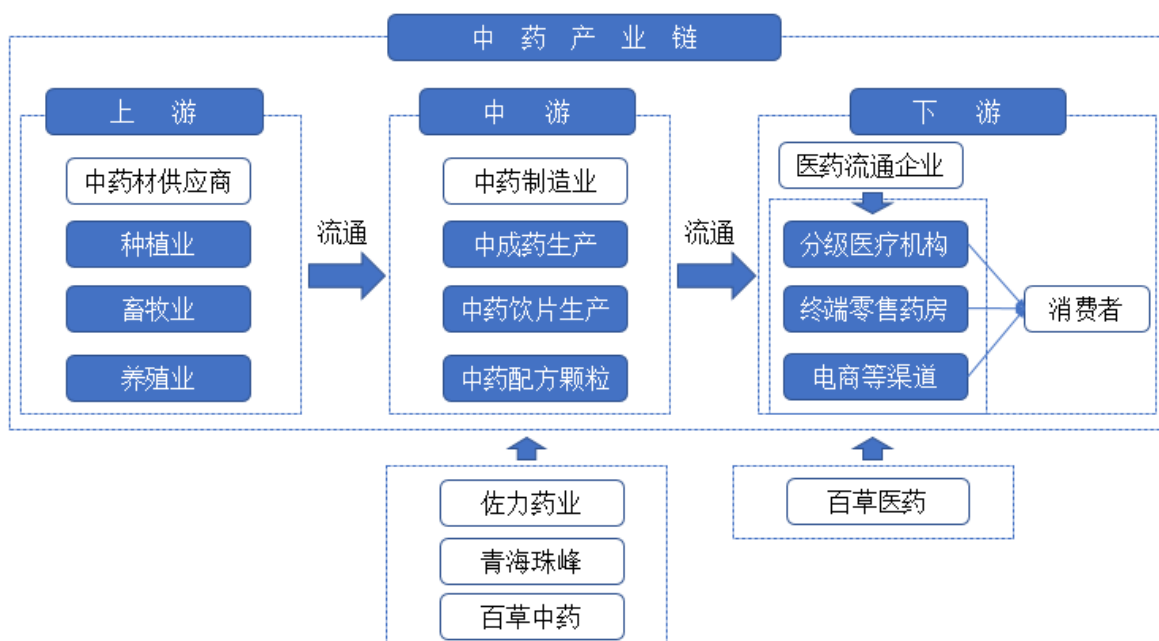 中药产业链
上游
中药材供应商
种植业
畜牧业
养殖业
流通
中游
中药制造业
中成药生产
中药饮片生产
中药配方颗粒
流通
下游
医药流通企业
分级医疗机构
终端零售药房
电商等渠道
消费者
佐力药业
青海珠峰
百草中药
百草医药